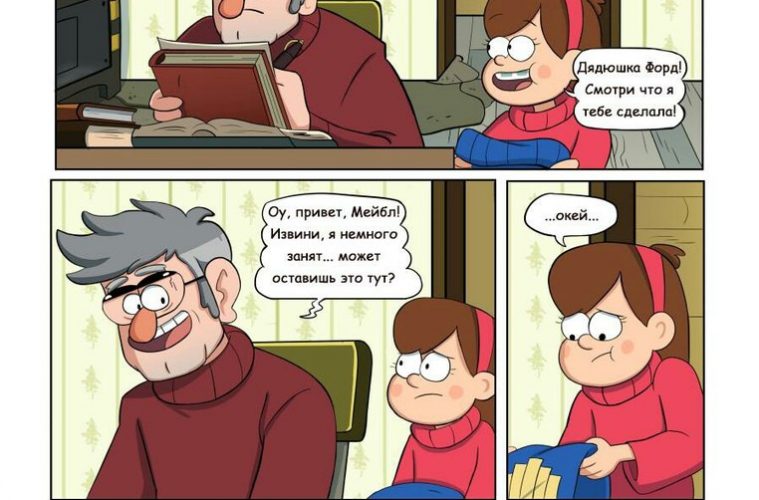 Дядюшка Форд!
Смотри что я
тебе сделала!
Оу, привет, Мейбл!
Извини, я немного
занят... может
оставишь это тут?
...окей...